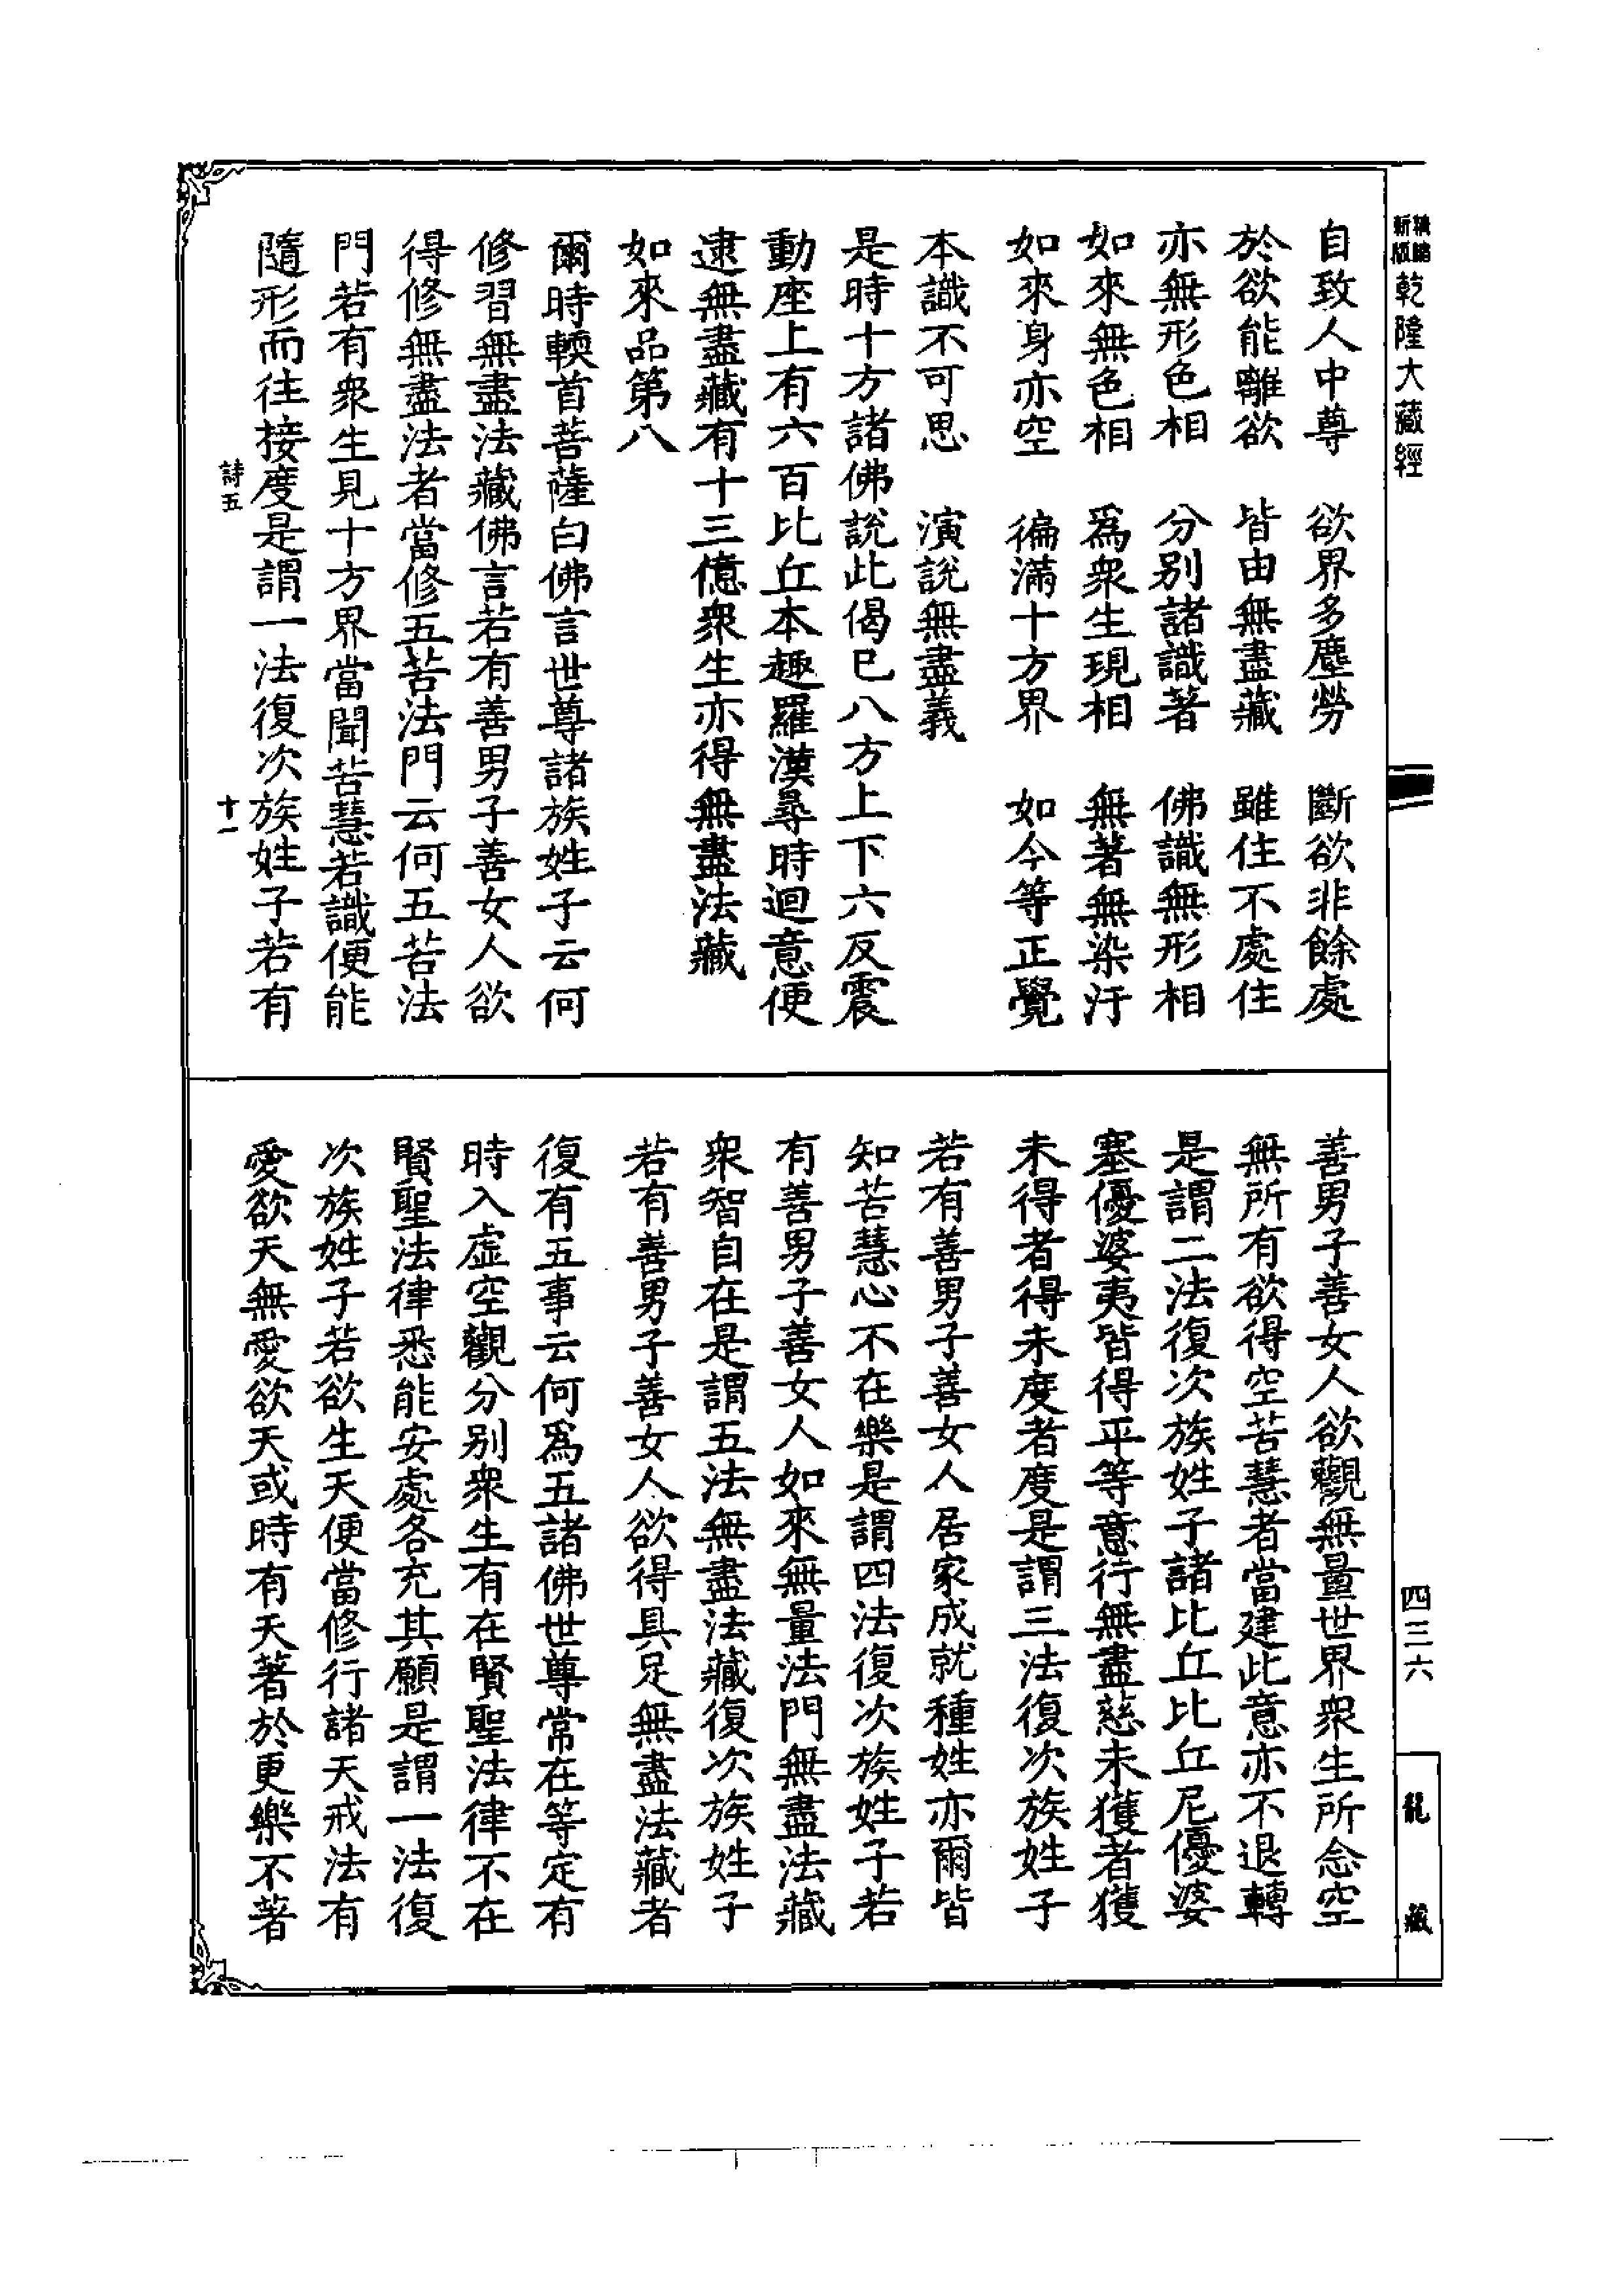 新版
乾隆大藏經
自致人中尊　欲界多塵勞　斷欲非餘處
於欲能離欲　皆由無盡藏　雖住不處住
亦無形色相　分別諸識著　佛識無形相
如來無色相　爲衆生現相　無著無染汙
如來身亦空　徧滿十方界　如今等正覺
本識不可思　演說無盡義
是時十方諸佛說此偈已八方上下六反震
動座上有六百比丘本趣羅漢尋時迴意便
逮無盡藏有十三億衆生亦得無盡法藏
如來品第八
爾時輭首菩薩白佛言世尊諸族姓子云何
修習無盡法藏佛言若有善男子善女人欲
得修無盡法者當修五苦法門云何五苦法
門若有衆生見十方界當聞苦慧若識便能
隨形而往接度是謂一法復次族姓子若有
詩五
十一
善男子善女人欲觀無量世界衆生所念空
無所有欲得空苦慧者當建此意亦不退轉
是謂二法復次族姓子諸比丘比丘尼優婆
塞優婆夷皆得平等意行無盡慈未獲者獲
未得者得未度者度是謂三法復次族姓子
若有善男子善女人居家成就種姓亦爾皆
知苦慧心不在樂是謂四法復次族姓子若
有善男子善女人如來無量法門無盡法藏
衆智自在是謂五法無盡法藏復次族姓子
若有善男子善女人欲得具足無盡法藏者
復有五事云何爲五諸佛世尊常在等定有
時入虛空觀分別衆生有在賢聖法律不在
賢聖法律悉能安處各充其願是謂一法復
次族姓子若欲生天便當修行諸天戒法有
愛欲天無愛欲天或時有天著於更樂不著
四三六
龍藏